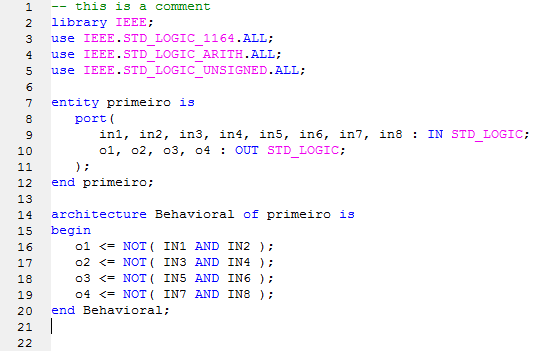 1 -- this is a comment
2 library IEEE;
3 use IEEE.STD_LOGIC_1164.ALL;
4 use IEEE.STD_LOGIC_ARITH.ALL;
5 use IEEE.STD_LOGIC_UNSIGNED.ALL;
6
7 entity primeiro is
8 port(
9 in1, in2, in3, in4, in5, in6, in7, in8 : IN STD_LOGIC;
10 o1, o2, o3, o4 : OUT STD_LOGIC;
11 );
12 end primeiro;
13
14 architecture Behavioral of primeiro is
15 begin
16 o1 <= NOT( IN1 AND IN2 );
17 o2 <= NOT( IN3 AND IN4 );
18 o3 <= NOT( IN5 AND IN6 );
19 o4 <= NOT( IN7 AND IN8 );
20 end Behavioral;
21
22